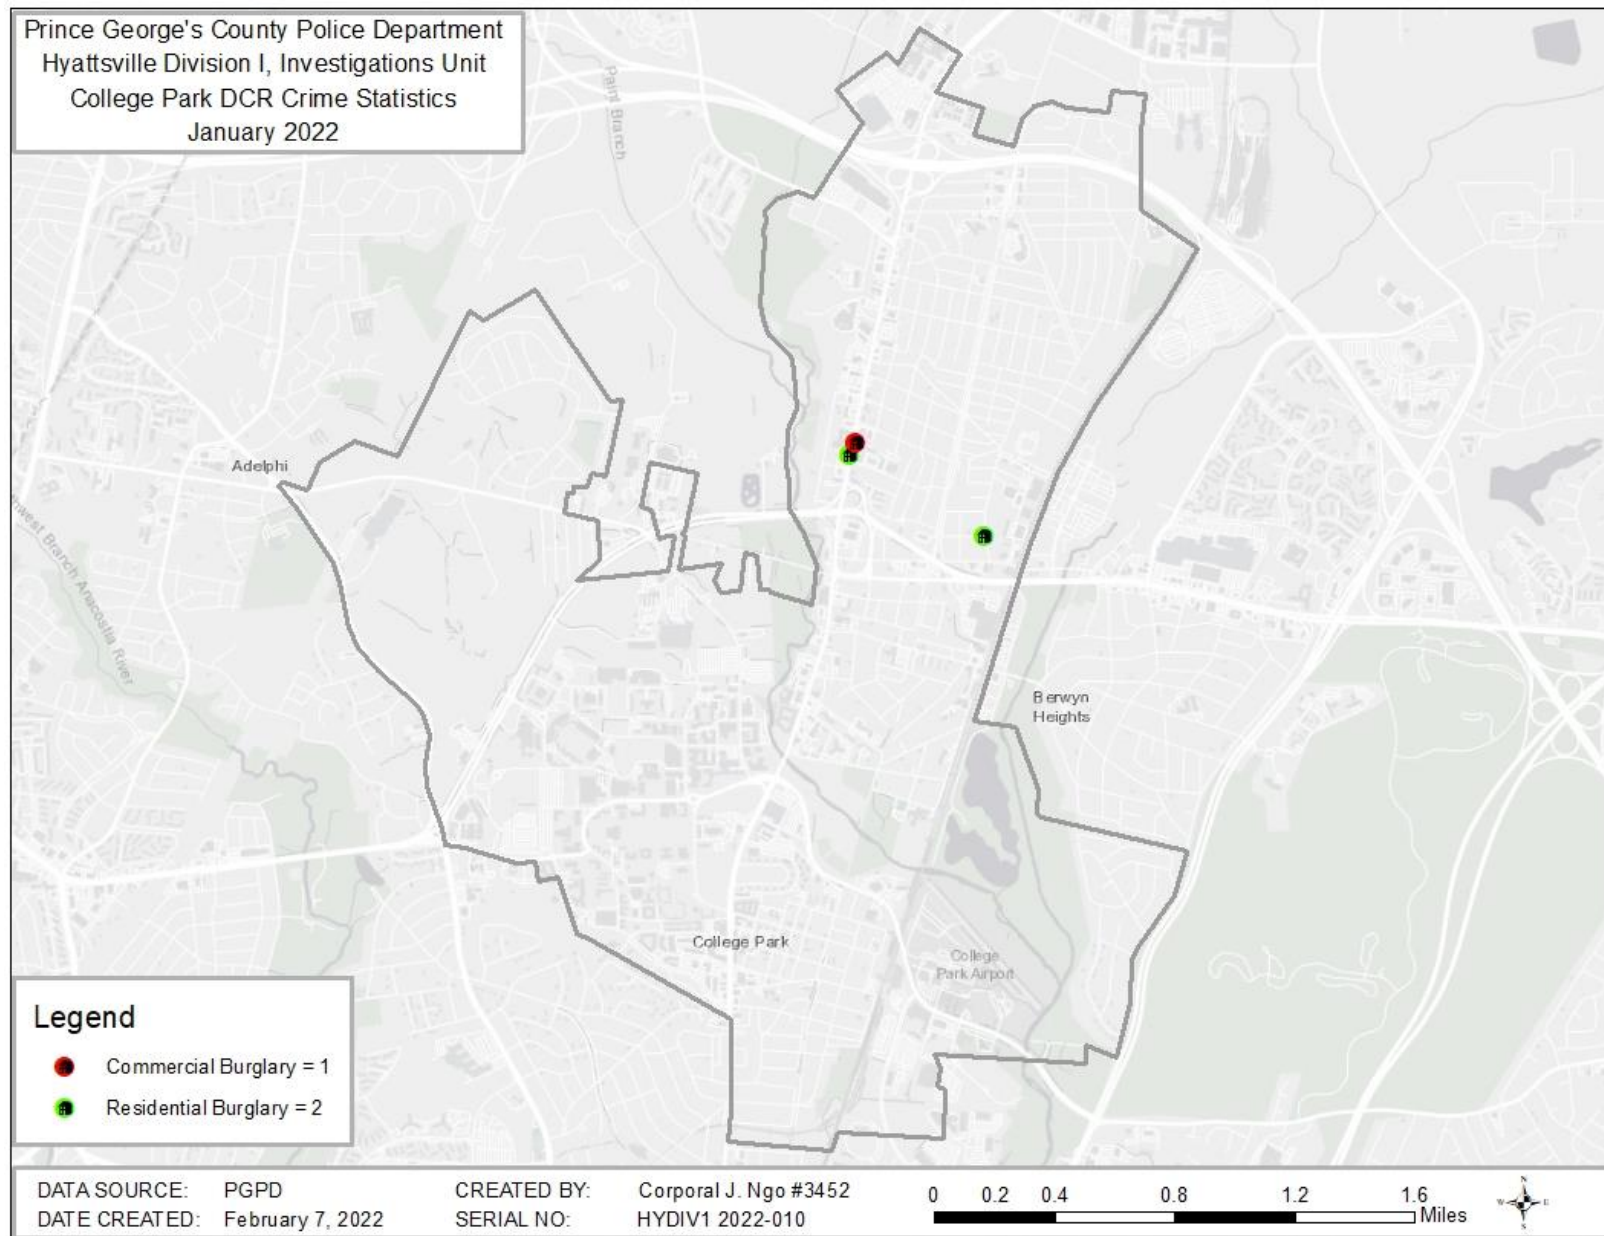 Prince George's County Police Department
Hyattsville Division I, Investigations Unit
College Park DCR Crime Statistics
January 2022
Paint Branch
Adelphi
Branch Anacostia River
Berwyn
Heights
College Park
College
Park Airport
Legend
Commercial Burglary = 1
Residential Burglary = 2
DATA SOURCE: PGPD CREATED BY: Corporal J. Ngo #3452
DATE CREATED: February 7, 2022 SERIAL NO: HYDIV1 2022-010
0 0.2 0.4 0.8 1.2 1.6
Miles
N
W E
S